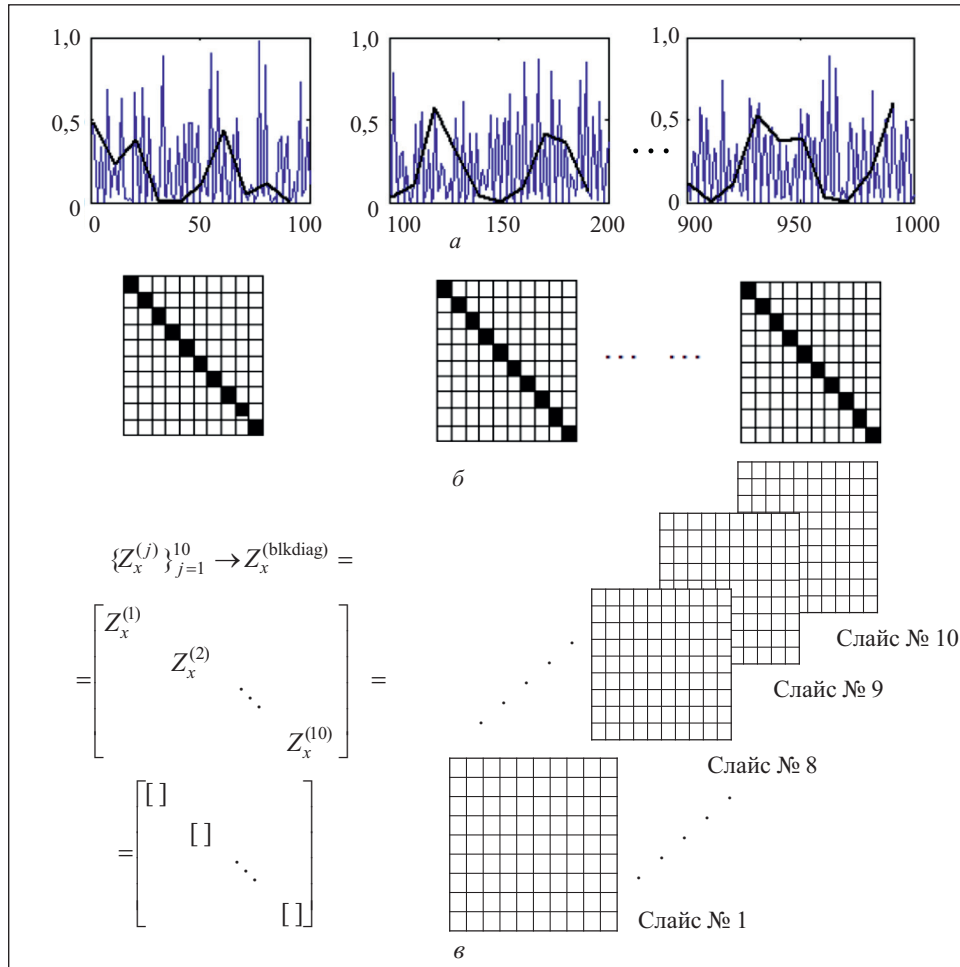 1,0 1,0 1,0
0,5 0,5 0,5
0 0 0
0 50 100 100 150 200 900 950 1000
а
... ... ...
б
{Z_x^{(j)}}_{j=1}^{10} → Z_x^{(blkdiag)} =
= [ Z_x^{(1)}
Z_x^{(2)}
⋱
Z_x^{(10)} ] =
= [ [ ]
[ ]
⋱
[ ] ]
Слайс № 10
Слайс № 9
Слайс № 8
Слайс № 1
в